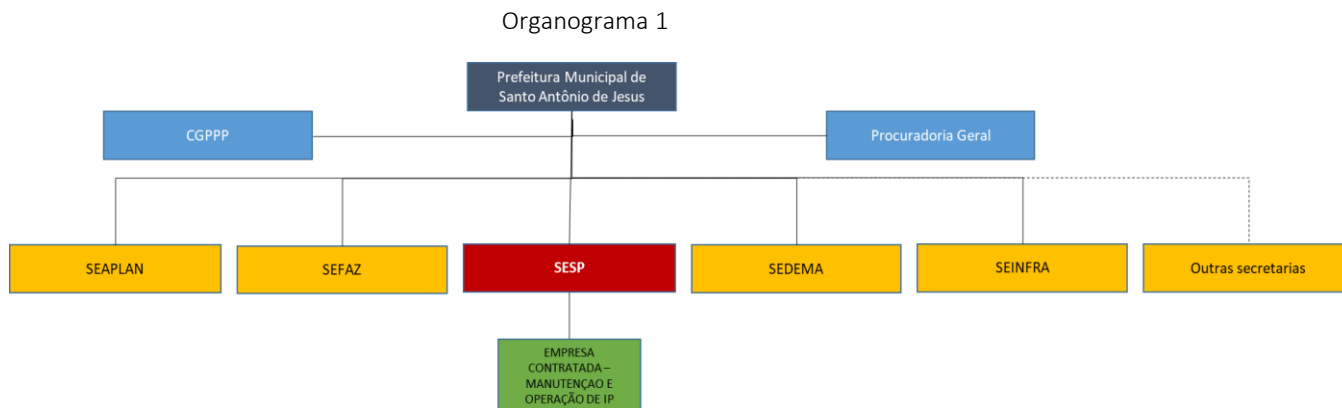 Organograma 1
Prefeitura Municipal de
Santo Antônio de Jesus
CGPPP
Procuradoria Geral
SEAPLAN
SEFAZ
SESP
SEDEMA
SEINFRA
Outras secretarias
EMPRESA
CONTRATADA –
MANUTENÇAO E
OPERAÇÃO DE IP